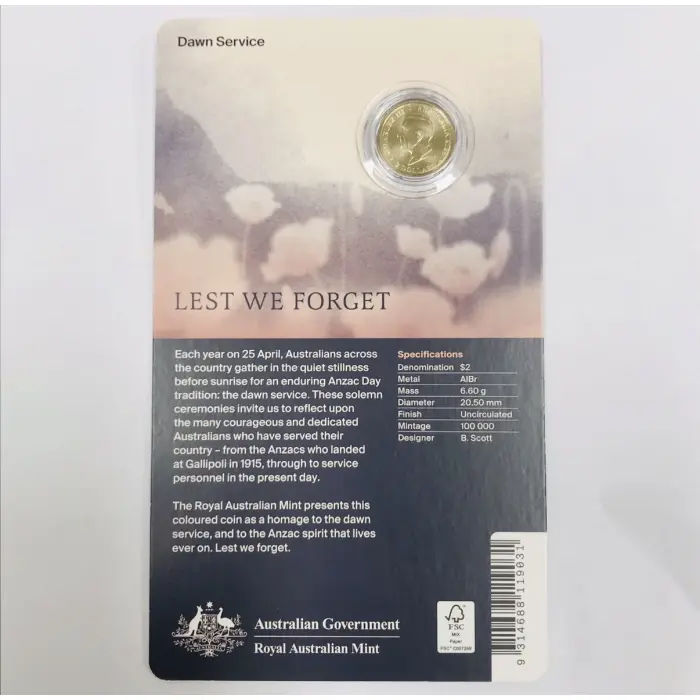 Dawn Service
LEST WE FORGET
Each year on 25 April, Australians across
the country gather in the quiet stillness
before sunrise for an enduring Anzac Day
tradition: the dawn service. These solemn
ceremonies invite us to reflect upon
the many courageous and dedicated
Australians who have served their
country – from the Anzacs who landed
at Gallipoli in 1915, through to service
personnel in the present day.
The Royal Australian Mint presents this
coloured coin as a homage to the dawn
service, and to the Anzac spirit that lives
ever on. Lest we forget.
Specifications
Denomination $2
Metal AlBr
Mass 6.60 g
Diameter 20.50 mm
Finish Uncirculated
Mintage 100 000
Designer B. Scott
Australian Government
Royal Australian Mint
FSC
MIX
Paper
9 314688 119031